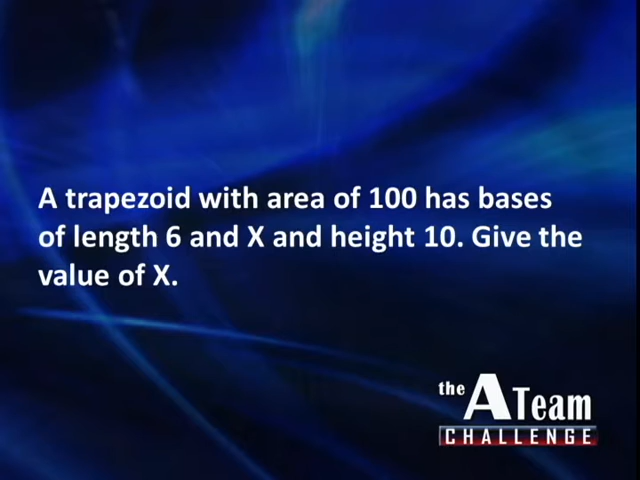 A trapezoid with area of 100 has bases
of length 6 and X and height 10. Give the
value of X.
the A Team
CHALLENGE